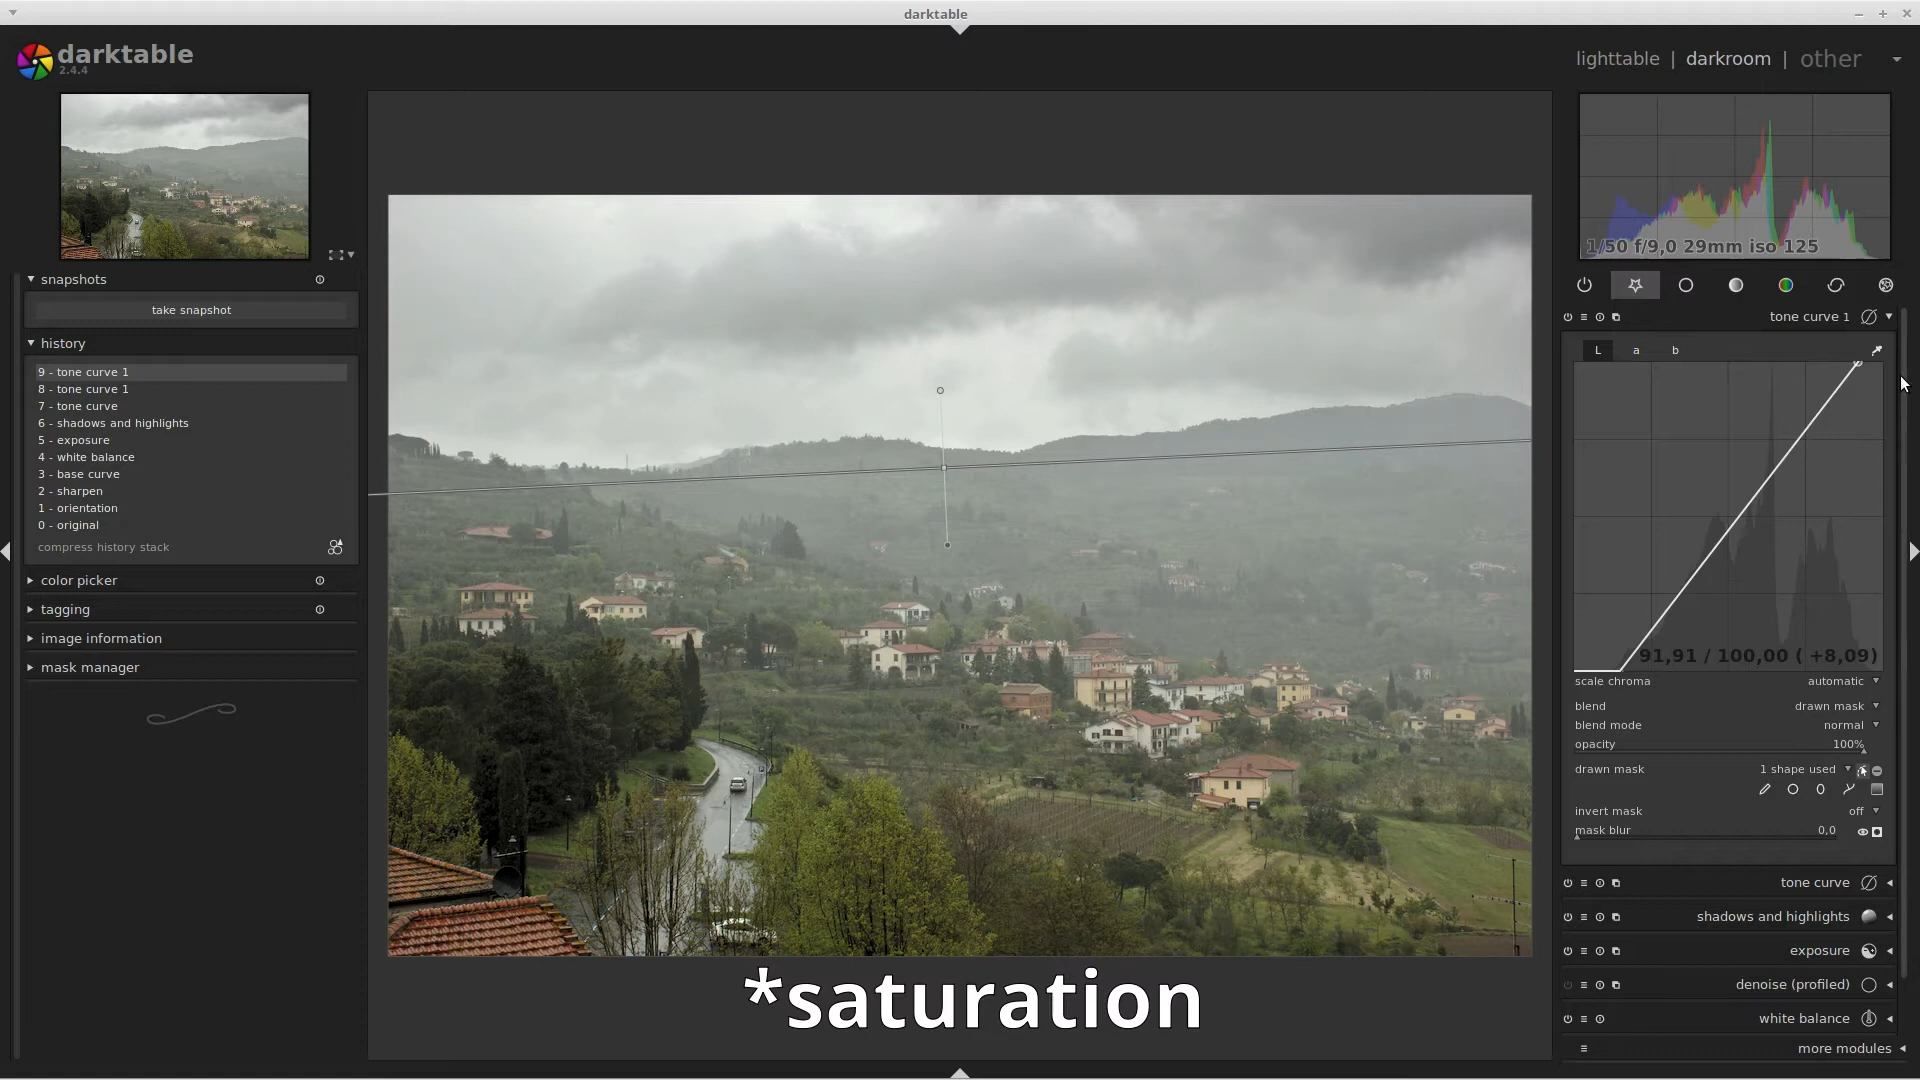 darktable
darktable
2.4.4
lighttable | darkroom | other
1/50 f/9,0 29mm iso 125
snapshots
take snapshot
history
9 - tone curve 1
8 - tone curve 1
7 - tone curve
6 - shadows and highlights
5 - exposure
4 - white balance
3 - base curve
2 - sharpen
1 - orientation
0 - original
compress history stack
color picker
tagging
image information
mask manager
tone curve 1
L a b
91,91 / 100,00 ( +8,09)
scale chroma automatic
blend drawn mask
blend mode normal
opacity 100%
drawn mask 1 shape used
invert mask off
mask blur 0,0
tone curve
shadows and highlights
exposure
denoise (profiled)
white balance
more modules
*saturation